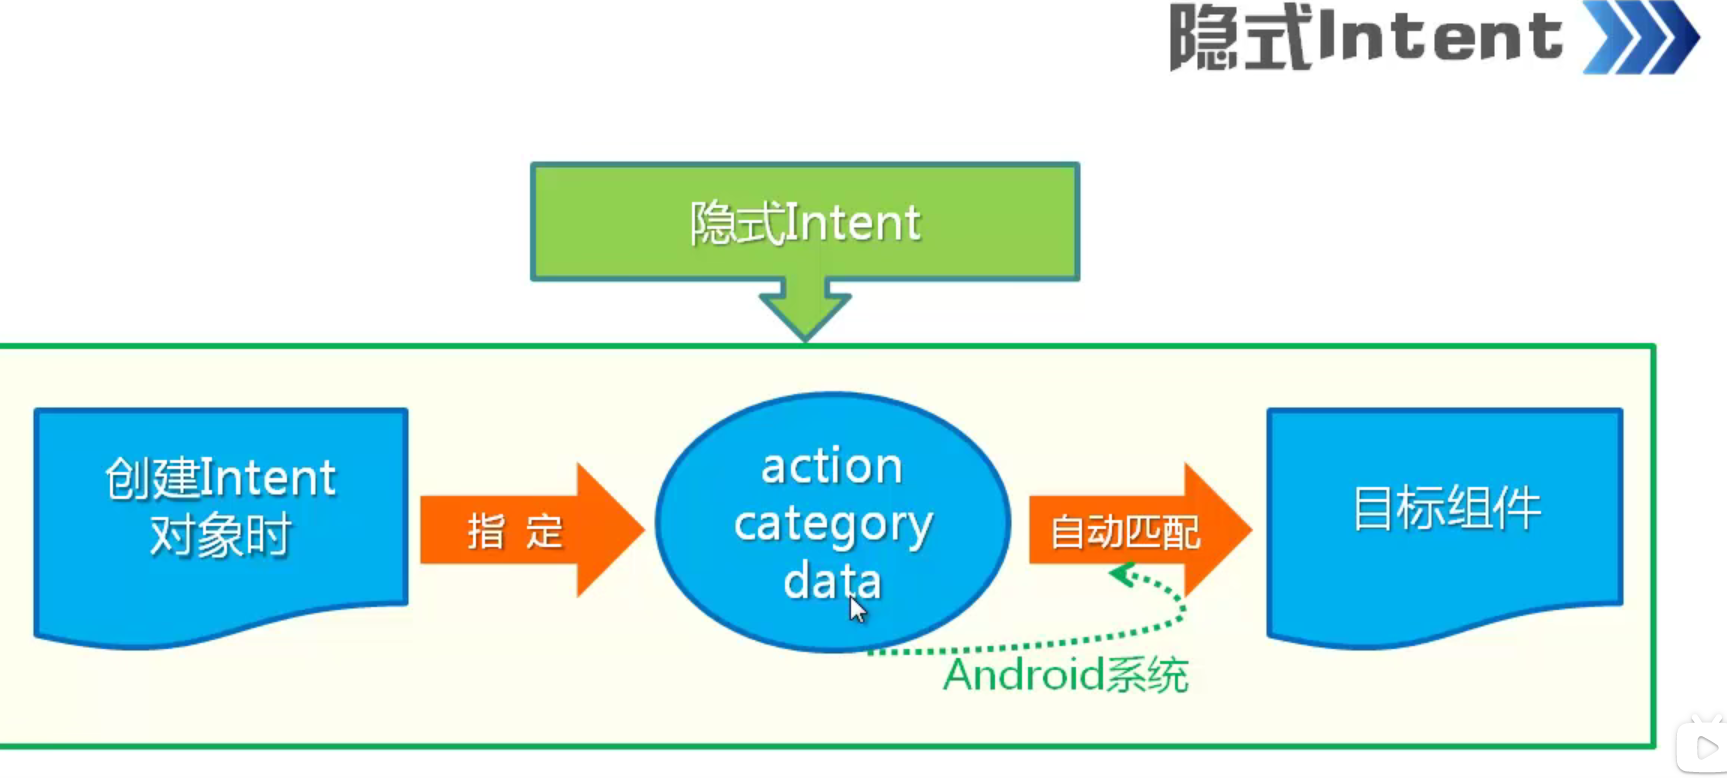 隐式Intent
隐式Intent
创建Intent
对象时
指 定
action
category
data
自动匹配
目标组件
Android系统